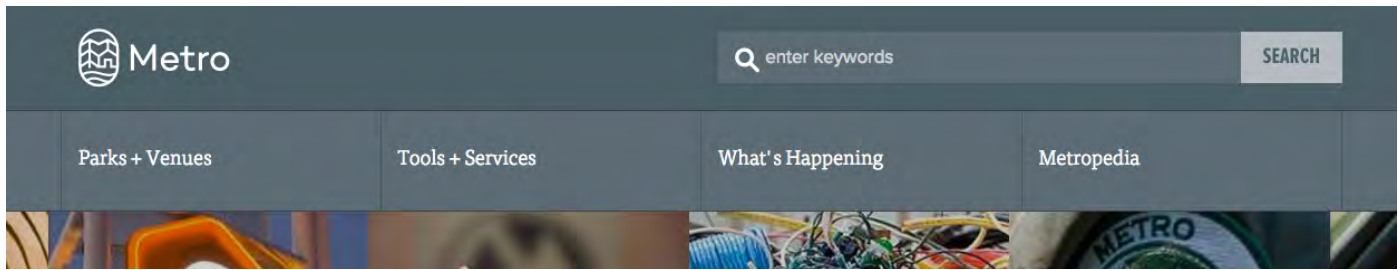 Metro
enter keywords
SEARCH
Parks + Venues
Tools + Services
What's Happening
Metropedia
METRO